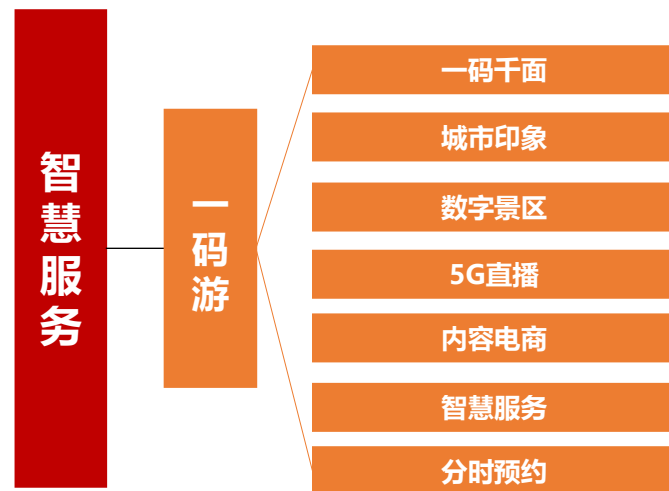 智慧服务
一码游
一码千面
城市印象
数字景区
5G直播
内容电商
智慧服务
分时预约